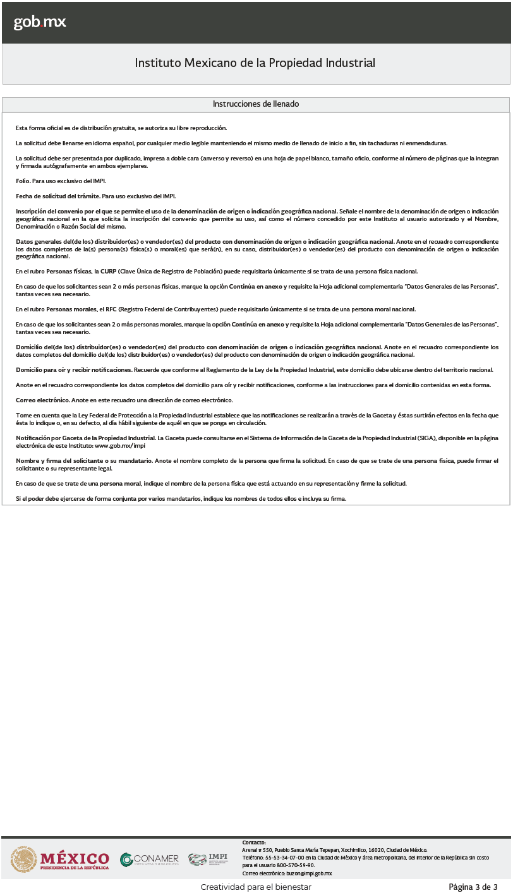 gob.mx
Instituto Mexicano de la Propiedad Industrial
Instrucciones de llenado
Esta forma oficial es de distribución gratuita, se autoriza su libre reproducción.
La solicitud debe llenarse en idioma español, por cualquier medio legible manteniendo el mismo medio de llenado de inicio a fin, sin tachaduras ni enmendaduras.
La solicitud debe ser presentada por duplicado, impresa a doble cara (anverso y reverso) en una hoja de papel blanco, tamaño oficio, conforme al número de páginas que la integran
y firmada autógrafamente en ambos ejemplares.
Folio. Para uso exclusivo del IMPI.
Fecha de solicitud del trámite. Para uso exclusivo del IMPI.
Inscripción del convenio por el que se permite el uso de la denominación de origen o indicación geográfica nacional. Señale el nombre de la denominación de origen o indicación
geográfica nacional en la que solicita la inscripción del convenio que permite su uso, así como el número concedido por este Instituto al usuario autorizado y el Nombre,
Denominación o Razón Social del mismo.
Datos generales del(de los) distribuidor(es) o vendedor(es) del producto con denominación de origen o indicación geográfica nacional. Anote en el recuadro correspondiente
los datos completos de la(s) persona(s) física(s) o moral(es) que será(n), en su caso, distribuidor(es) o vendedor(es) del producto con denominación de origen o indicación
geográfica nacional.
En el rubro Personas físicas, la CURP (Clave Única de Registro de Población) puede requisitarla únicamente si se trata de una persona física nacional.
En caso de que los solicitantes sean 2 o más personas físicas, marque la opción Continúa en anexo y requisite la Hoja adicional complementaria "Datos Generales de las Personas",
tantas veces sea necesario.
En el rubro Personas morales, el RFC (Registro Federal de Contribuyentes) puede requisitarlo únicamente si se trata de una persona moral nacional.
En caso de que los solicitantes sean 2 o más personas morales, marque la opción Continúa en anexo y requisite la Hoja adicional complementaria "Datos Generales de las Personas",
tantas veces sea necesario.
Domicilio del(de los) distribuidor(es) o vendedor(es) del producto con denominación de origen o indicación geográfica nacional. Anote en el recuadro correspondiente los
datos completos del domicilio del(de los) distribuidor(es) o vendedor(es) del producto con denominación de origen o indicación geográfica nacional.
Domicilio para oír y recibir notificaciones. Recuerde que conforme al Reglamento de la Ley de la Propiedad Industrial, este domicilio debe ubicarse dentro del territorio nacional.
Anote en el recuadro correspondiente los datos completos del domicilio para oír y recibir notificaciones, conforme a las instrucciones para el domicilio contenidas en esta forma.
Correo electrónico. Anote en este recuadro una dirección de correo electrónico.
Tome en cuenta que la Ley Federal de Protección a la Propiedad Industrial establece que las notificaciones se realizarán a través de la Gaceta y éstas surtirán efectos en la fecha que
ésta lo indique o, en su defecto, al día hábil siguiente de aquél en que se ponga en circulación.
Notificación por Gaceta de la Propiedad Industrial. La Gaceta puede consultarse en el Sistema de Información de la Gaceta de la Propiedad Industrial (SIGA), disponible en la página
electrónica de este Instituto: www.gob.mx/impi
Nombre y firma del solicitante o su mandatario. Anote el nombre completo de la persona que firma la solicitud. En caso de que se trate de una persona física, puede firmar el
solicitante o su representante legal.
En caso de que se trate de una persona moral, indique el nombre de la persona física que está actuando en su representación y firme la solicitud.
Si el poder debe ejercerse de forma conjunta por varios mandatarios, indique los nombres de todos ellos e incluya su firma.
MÉXICO
PRESIDENCIA DE LA REPÚBLICA
CONAMER
IMPI
Contacto:
Arenal # 550, Pueblo Santa María Tepepan, Xochimilco, 16020, Ciudad de México.
Teléfono: 55-53-34-07-00 en la Ciudad de México y área metropolitana, del interior de la República sin costo
para el usuario 800-570-59-90.
Correo electrónico: buzon@impi.gob.mx
Creatividad para el bienestar
Página 3 de 3